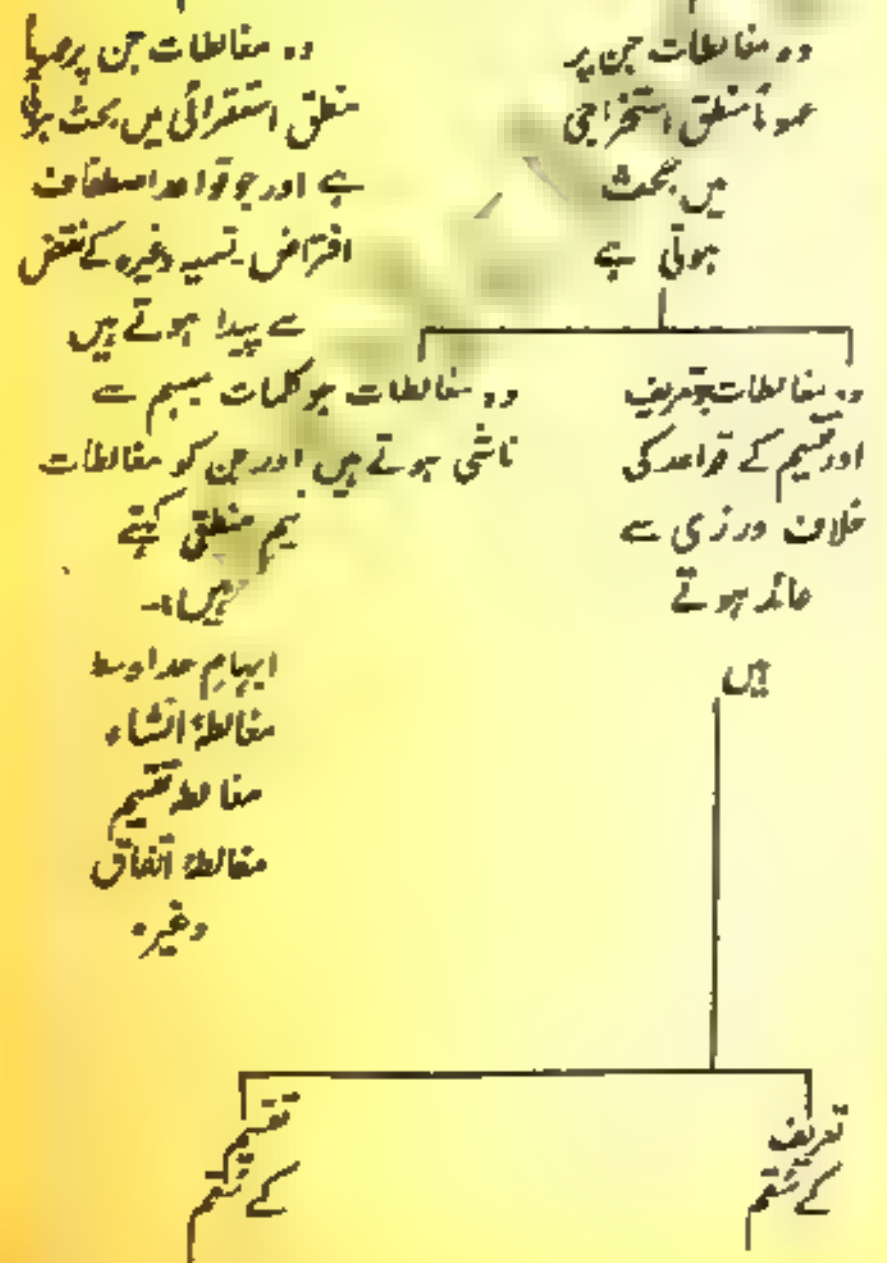 وہ مغالطات جن پر
عموماً منطق استخراجی
میں بحث
ہوتی ہے
وہ مغالطات جن پر عموماً
منطق استقرائی میں بحث ہوتی
ہے اور جو قواعد اصطفاف
افتراض ۔ تسمیہ وغیرہ کے نقض
سے پیدا ہوتے ہیں
وہ مغالطات جو تعریف
اور تقسیم کے قواعد کی
خلاف ورزی سے
عائد ہوتے
ہیں
وہ مغالطات جو کلمات مبہم سے
ناشی ہوتے ہیں اور جن کو مغالطات
نیم منطقی کہتے
ہیں :۔
ابہام حد اوسط
مغالطۂ انشاء
مغالطہ تقسیم
مغالطۂ اتفاق
وغیرہ
تعریف
کے سقم
تقسیم
کے سقم